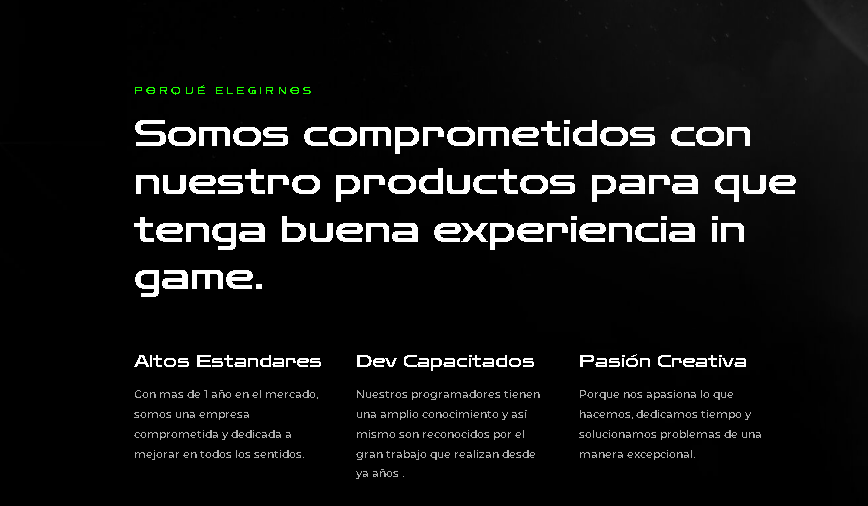 PORQUÉ ELEGIRNOS
Somos comprometidos con
nuestro productos para que
tenga buena experiencia in
game.
Altos Estandares
Con mas de 1 año en el mercado,
somos una empresa
comprometida y dedicada a
mejorar en todos los sentidos.
Dev Capacitados
Nuestros programadores tienen
una amplio conocimiento y así
mismo son reconocidos por el
gran trabajo que realizan desde
ya años .
Pasión Creativa
Porque nos apasiona lo que
hacemos, dedicamos tiempo y
solucionamos problemas de una
manera excepcional.